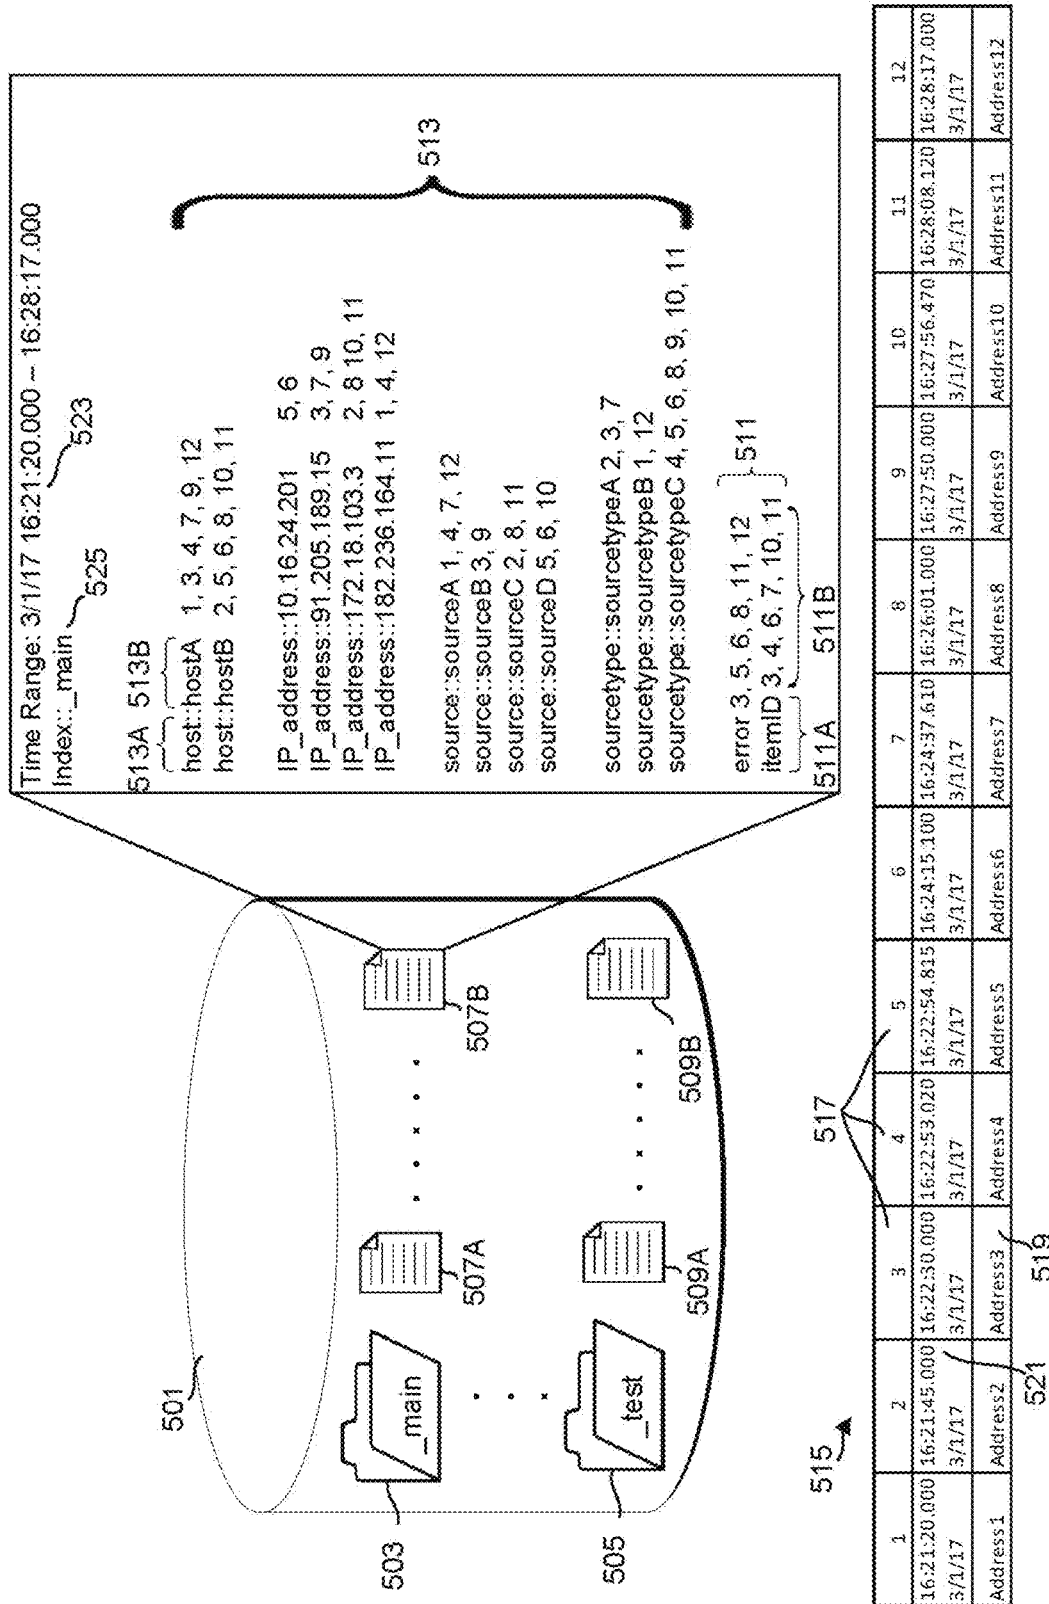 Time Range: 3/1/17 16:21:20.000 – 16:28:17.000
Index::_main
525
523
513A
513B
host::hostA 1, 3, 4, 7, 9, 12
host::hostB 2, 5, 6, 8, 10, 11
IP_address::10.16.24.201 5, 6
IP_address::91.205.189.15 3, 7, 9
IP_address::172.18.103.3 2, 8 10, 11
IP_address::182.236.164.11 1, 4, 12
source::sourceA 1, 4, 7, 12
source::sourceB 3, 9
source::sourceC 2, 8, 11
source::sourceD 5, 6, 10
sourcetype::sourcetypeA 2, 3, 7
sourcetype::sourcetypeB 1, 12
sourcetype::sourcetypeC 4, 5, 6, 8, 9, 10, 11
513
error 3, 5, 6, 8, 11, 12
itemID 3, 4, 6, 7, 10, 11
511
511A
511B
501
503
_main
507A
507B
505
_test
509A
509B
515
517
1 2 3 4 5 6 7 8 9 10 11 12
16:21:20.000 16:21:45.000 16:22:30.000 16:22:53.020 16:22:54.815 16:24:15.100 16:24:37.610 16:26:01.000 16:27:50.000 16:27:56.470 16:28:08.120 16:28:17.000
3/1/17 3/1/17 3/1/17 3/1/17 3/1/17 3/1/17 3/1/17 3/1/17 3/1/17 3/1/17 3/1/17 3/1/17
Address1 Address2 Address3 Address4 Address5 Address6 Address7 Address8 Address9 Address10 Address11 Address12
521
519